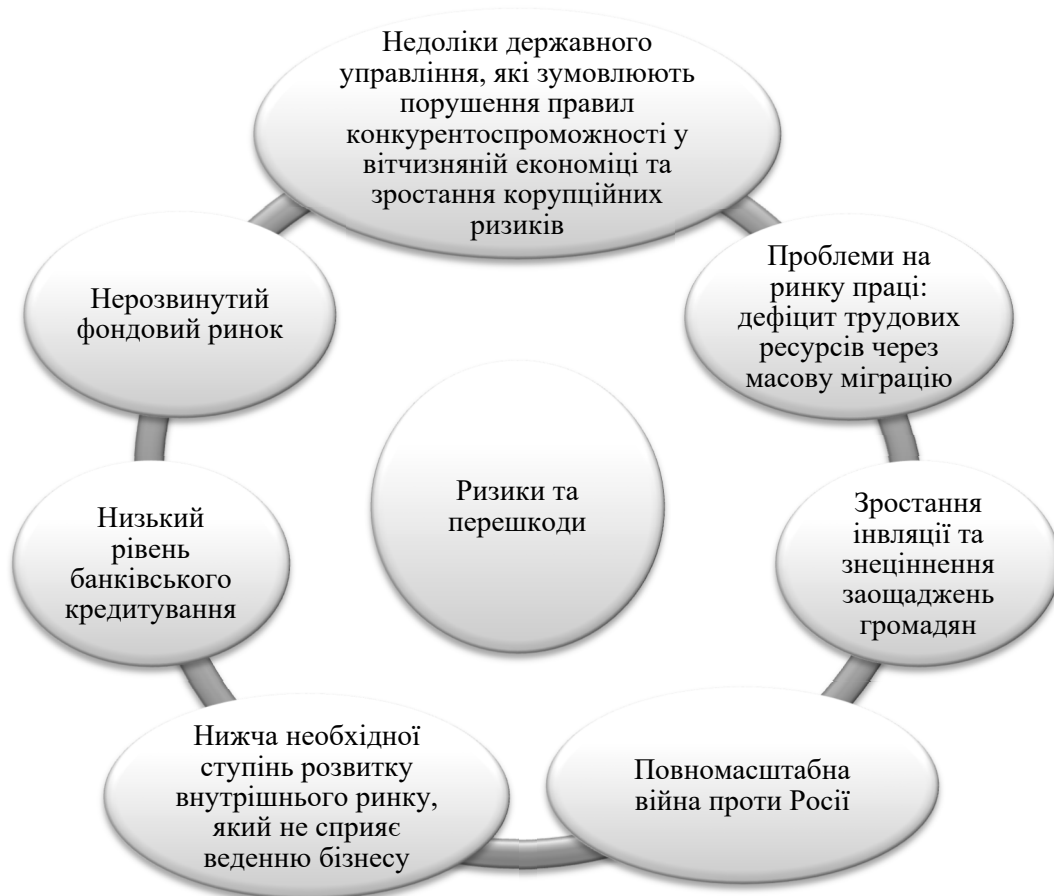 Недоліки державного
управління, які зумовлюють
порушення правил
конкурентоспроможності у
вітчизняній економіці та
зростання корупційних
ризиків
Проблеми на
ринку праці:
дефіцит трудових
ресурсів через
масову міграцію
Зростання
інвляції та
знеціннення
заощаджень
громадян
Повномасштабна
війна проти Росії
Нижча необхідної
ступінь розвитку
внутрішнього ринку,
який не сприяє
веденню бізнесу
Низький
рівень
банківського
кредитування
Нерозвинутий
фондовий ринок
Ризики та
перешкоди